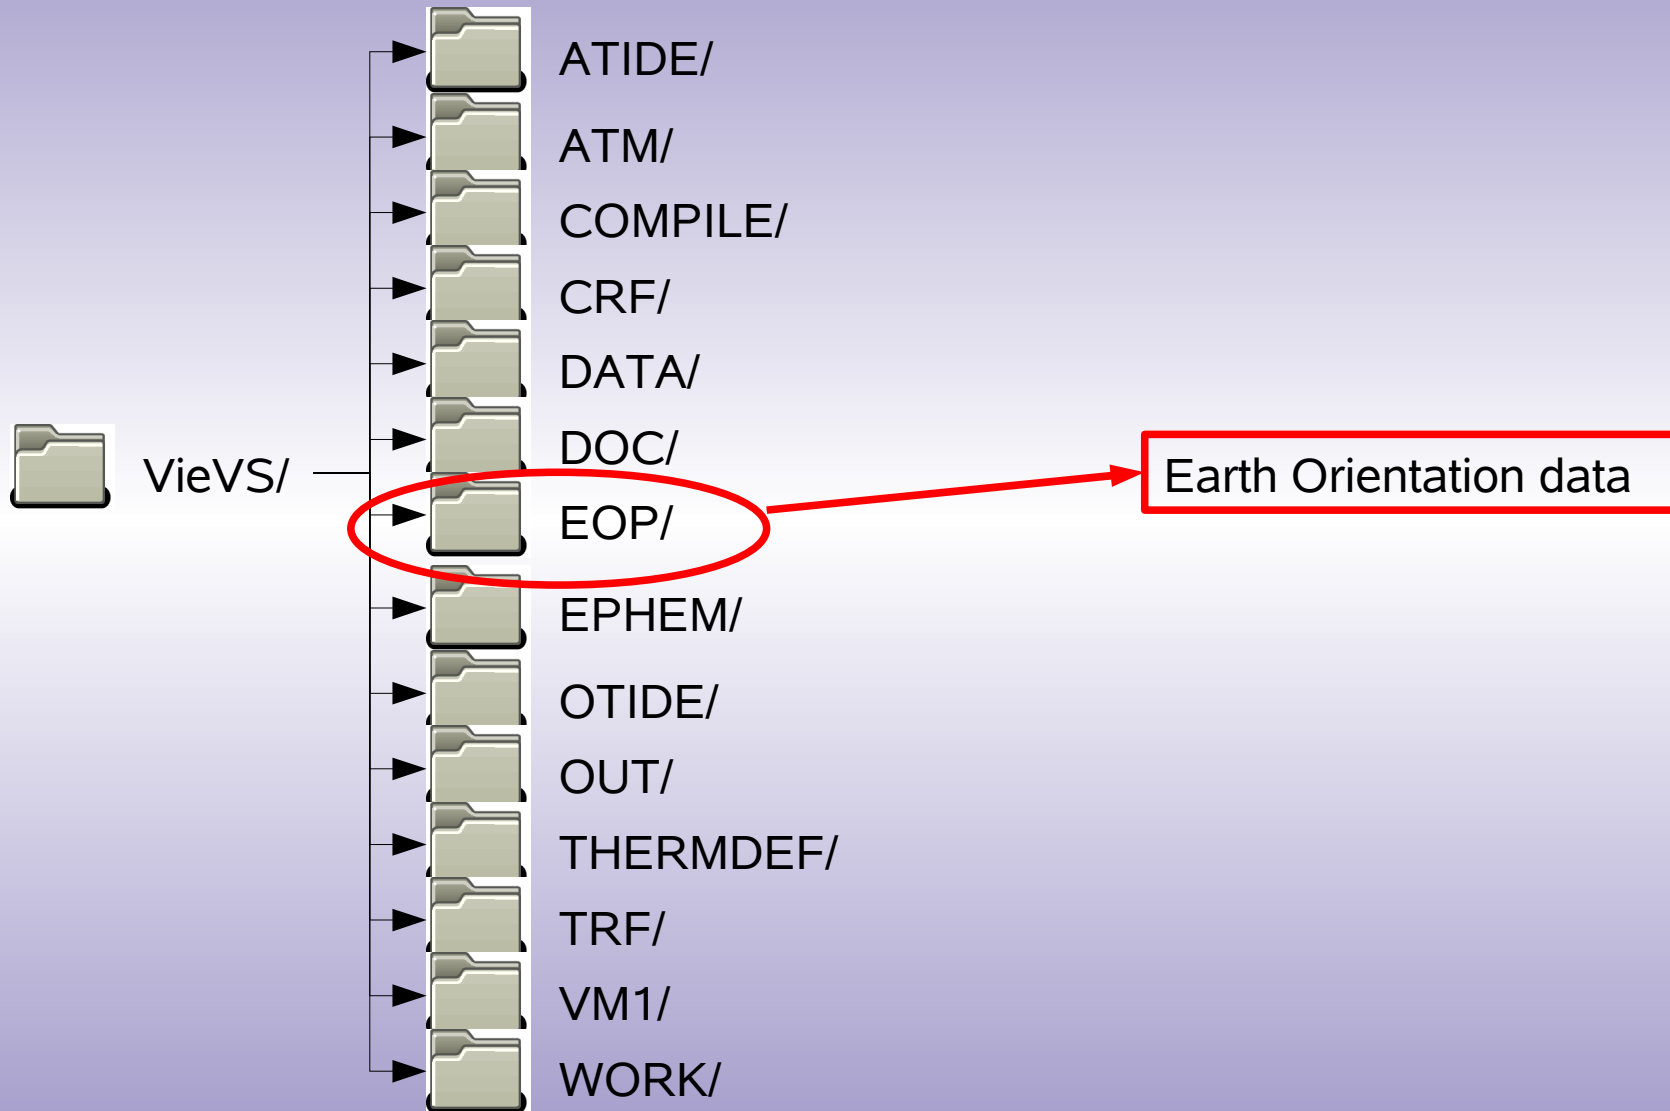 ATIDE/
ATM/
COMPILE/
CRF/
DATA/
DOC/
VieVS/
EOP/
Earth Orientation data
EPHEM/
OTIDE/
OUT/
THERMDEF/
TRF/
VM1/
WORK/